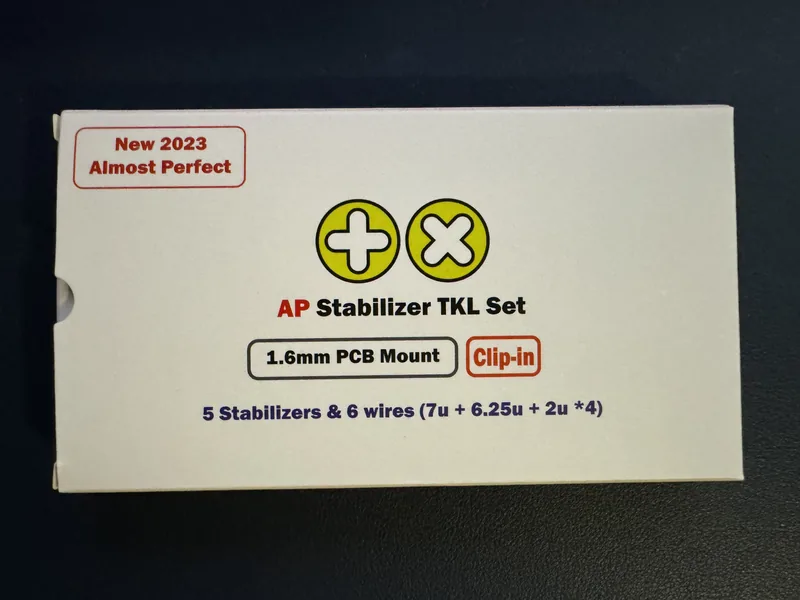 New 2023
Almost Perfect
AP Stabilizer TKL Set
1.6mm PCB Mount
Clip-in
5 Stabilizers & 6 wires (7u + 6.25u + 2u *4)